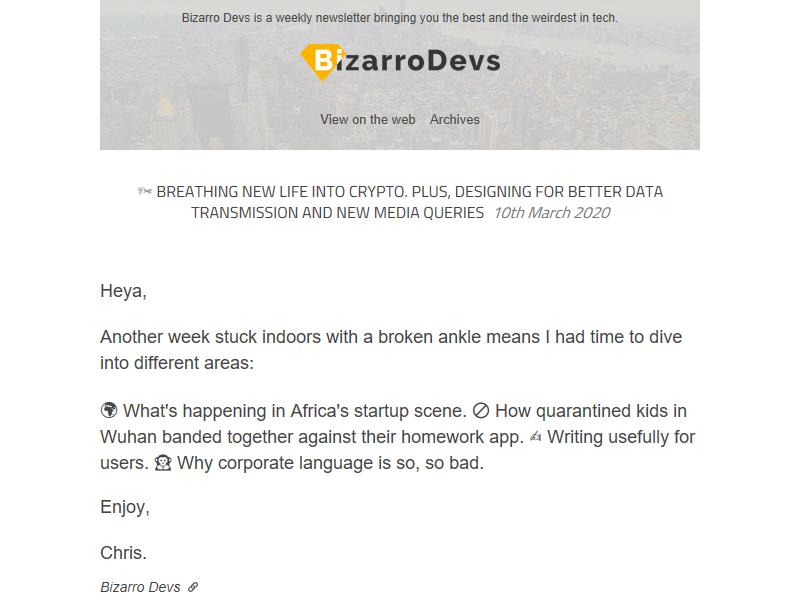 Bizarro Devs is a weekly newsletter bringing you the best and the weirdest in tech.
BizarroDevs
View on the web Archives
BREATHING NEW LIFE INTO CRYPTO. PLUS, DESIGNING FOR BETTER DATA
TRANSMISSION AND NEW MEDIA QUERIES 10th March 2020
Heya,
Another week stuck indoors with a broken ankle means I had time to dive
into different areas:
🌍 What's happening in Africa's startup scene. 🚫 How quarantined kids in
Wuhan banded together against their homework app. ✍ Writing usefully for
users. 🙊 Why corporate language is so, so bad.
Enjoy,
Chris.
Bizarro Devs 🔗